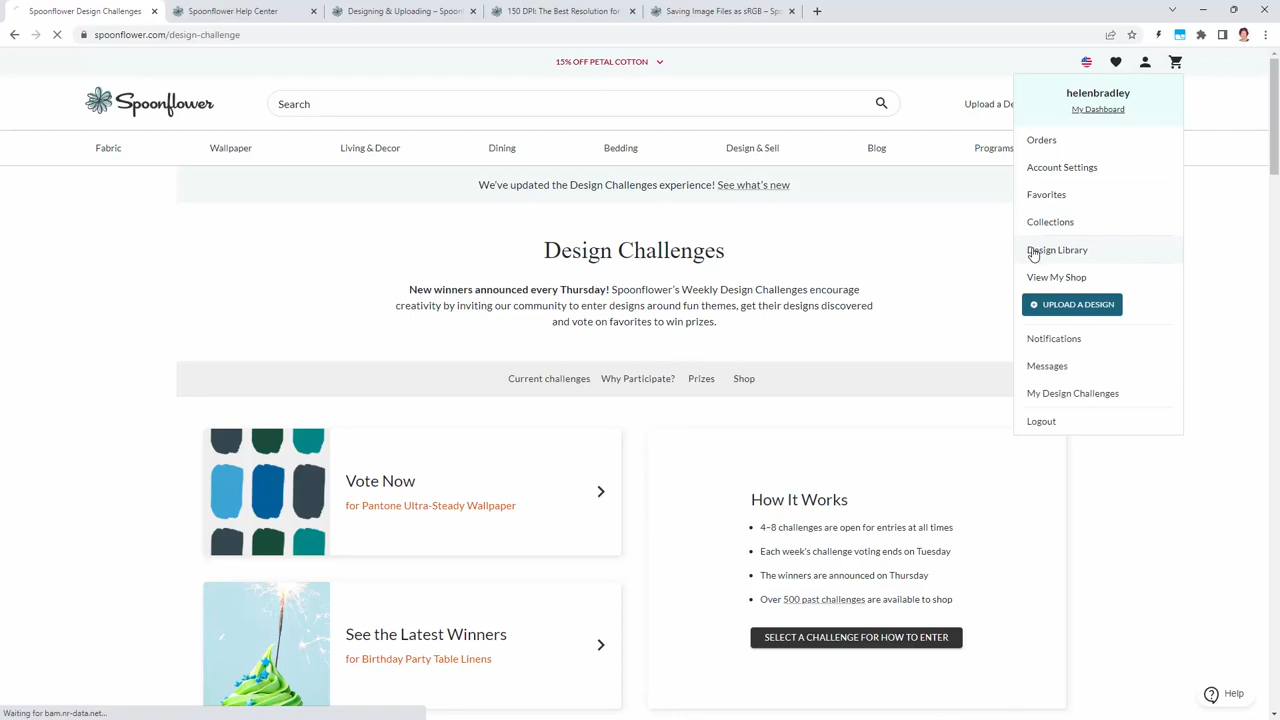 Spoonflower Design Challenges
Spoonflower Help Center
Designing & Uploading – Spoonf
150 DPI: The Best Resolution for
Saving Image Files as sRGB – Spo
spoonflower.com/design-challenge
15% OFF PETAL COTTON
Spoonflower
Search
Upload a De
Fabric
Wallpaper
Living & Decor
Dining
Bedding
Design & Sell
Blog
Programs
helenbradley
My Dashboard
Orders
Account Settings
Favorites
Collections
Design Library
View My Shop
UPLOAD A DESIGN
Notifications
Messages
My Design Challenges
Logout
We've updated the Design Challenges experience! See what's new
Design Challenges
New winners announced every Thursday! Spoonflower's Weekly Design Challenges encourage
creativity by inviting our community to enter designs around fun themes, get their designs discovered
and vote on favorites to win prizes.
Current challenges
Why Participate?
Prizes
Shop
Vote Now
for Pantone Ultra-Steady Wallpaper
See the Latest Winners
for Birthday Party Table Linens
How It Works
• 4–8 challenges are open for entries at all times
• Each week's challenge voting ends on Tuesday
• The winners are announced on Thursday
• Over 500 past challenges are available to shop
SELECT A CHALLENGE FOR HOW TO ENTER
Help
Waiting for bam.nr-data.net...